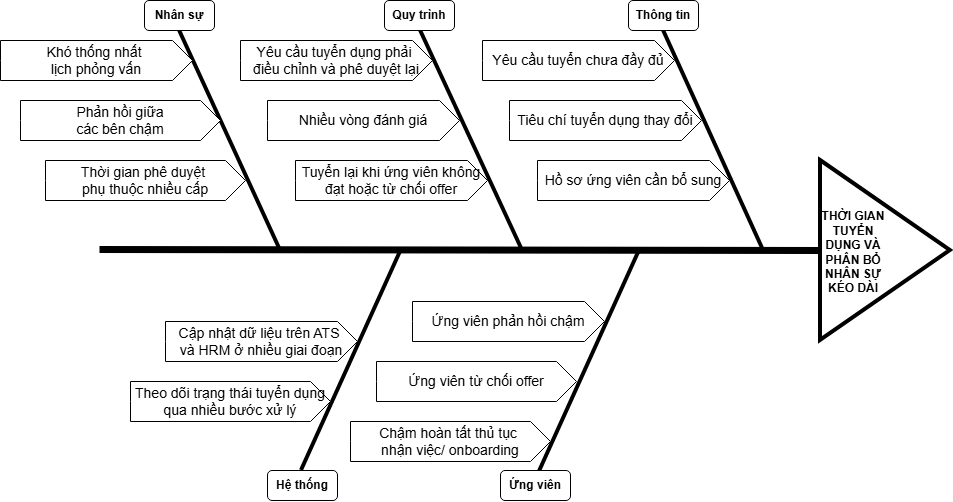 Nhân sự
Quy trình
Thông tin
Khó thống nhất
lịch phỏng vấn
Yêu cầu tuyển dụng phải
điều chỉnh và phê duyệt lại
Yêu cầu tuyển chưa đầy đủ
Phản hồi giữa
các bên chậm
Nhiều vòng đánh giá
Tiêu chí tuyển dụng thay đổi
Thời gian phê duyệt
phụ thuộc nhiều cấp
Tuyển lại khi ứng viên không
đạt hoặc từ chối offer
Hồ sơ ứng viên cần bổ sung
THỜI GIAN
TUYỂN
DỤNG VÀ
PHÂN BỔ
NHÂN SỰ
KÉO DÀI
Cập nhật dữ liệu trên ATS
và HRM ở nhiều giai đoạn
Ứng viên phản hồi chậm
Theo dõi trạng thái tuyển dụng
qua nhiều bước xử lý
Ứng viên từ chối offer
Chậm hoàn tất thủ tục
nhận việc/ onboarding
Hệ thống
Ứng viên